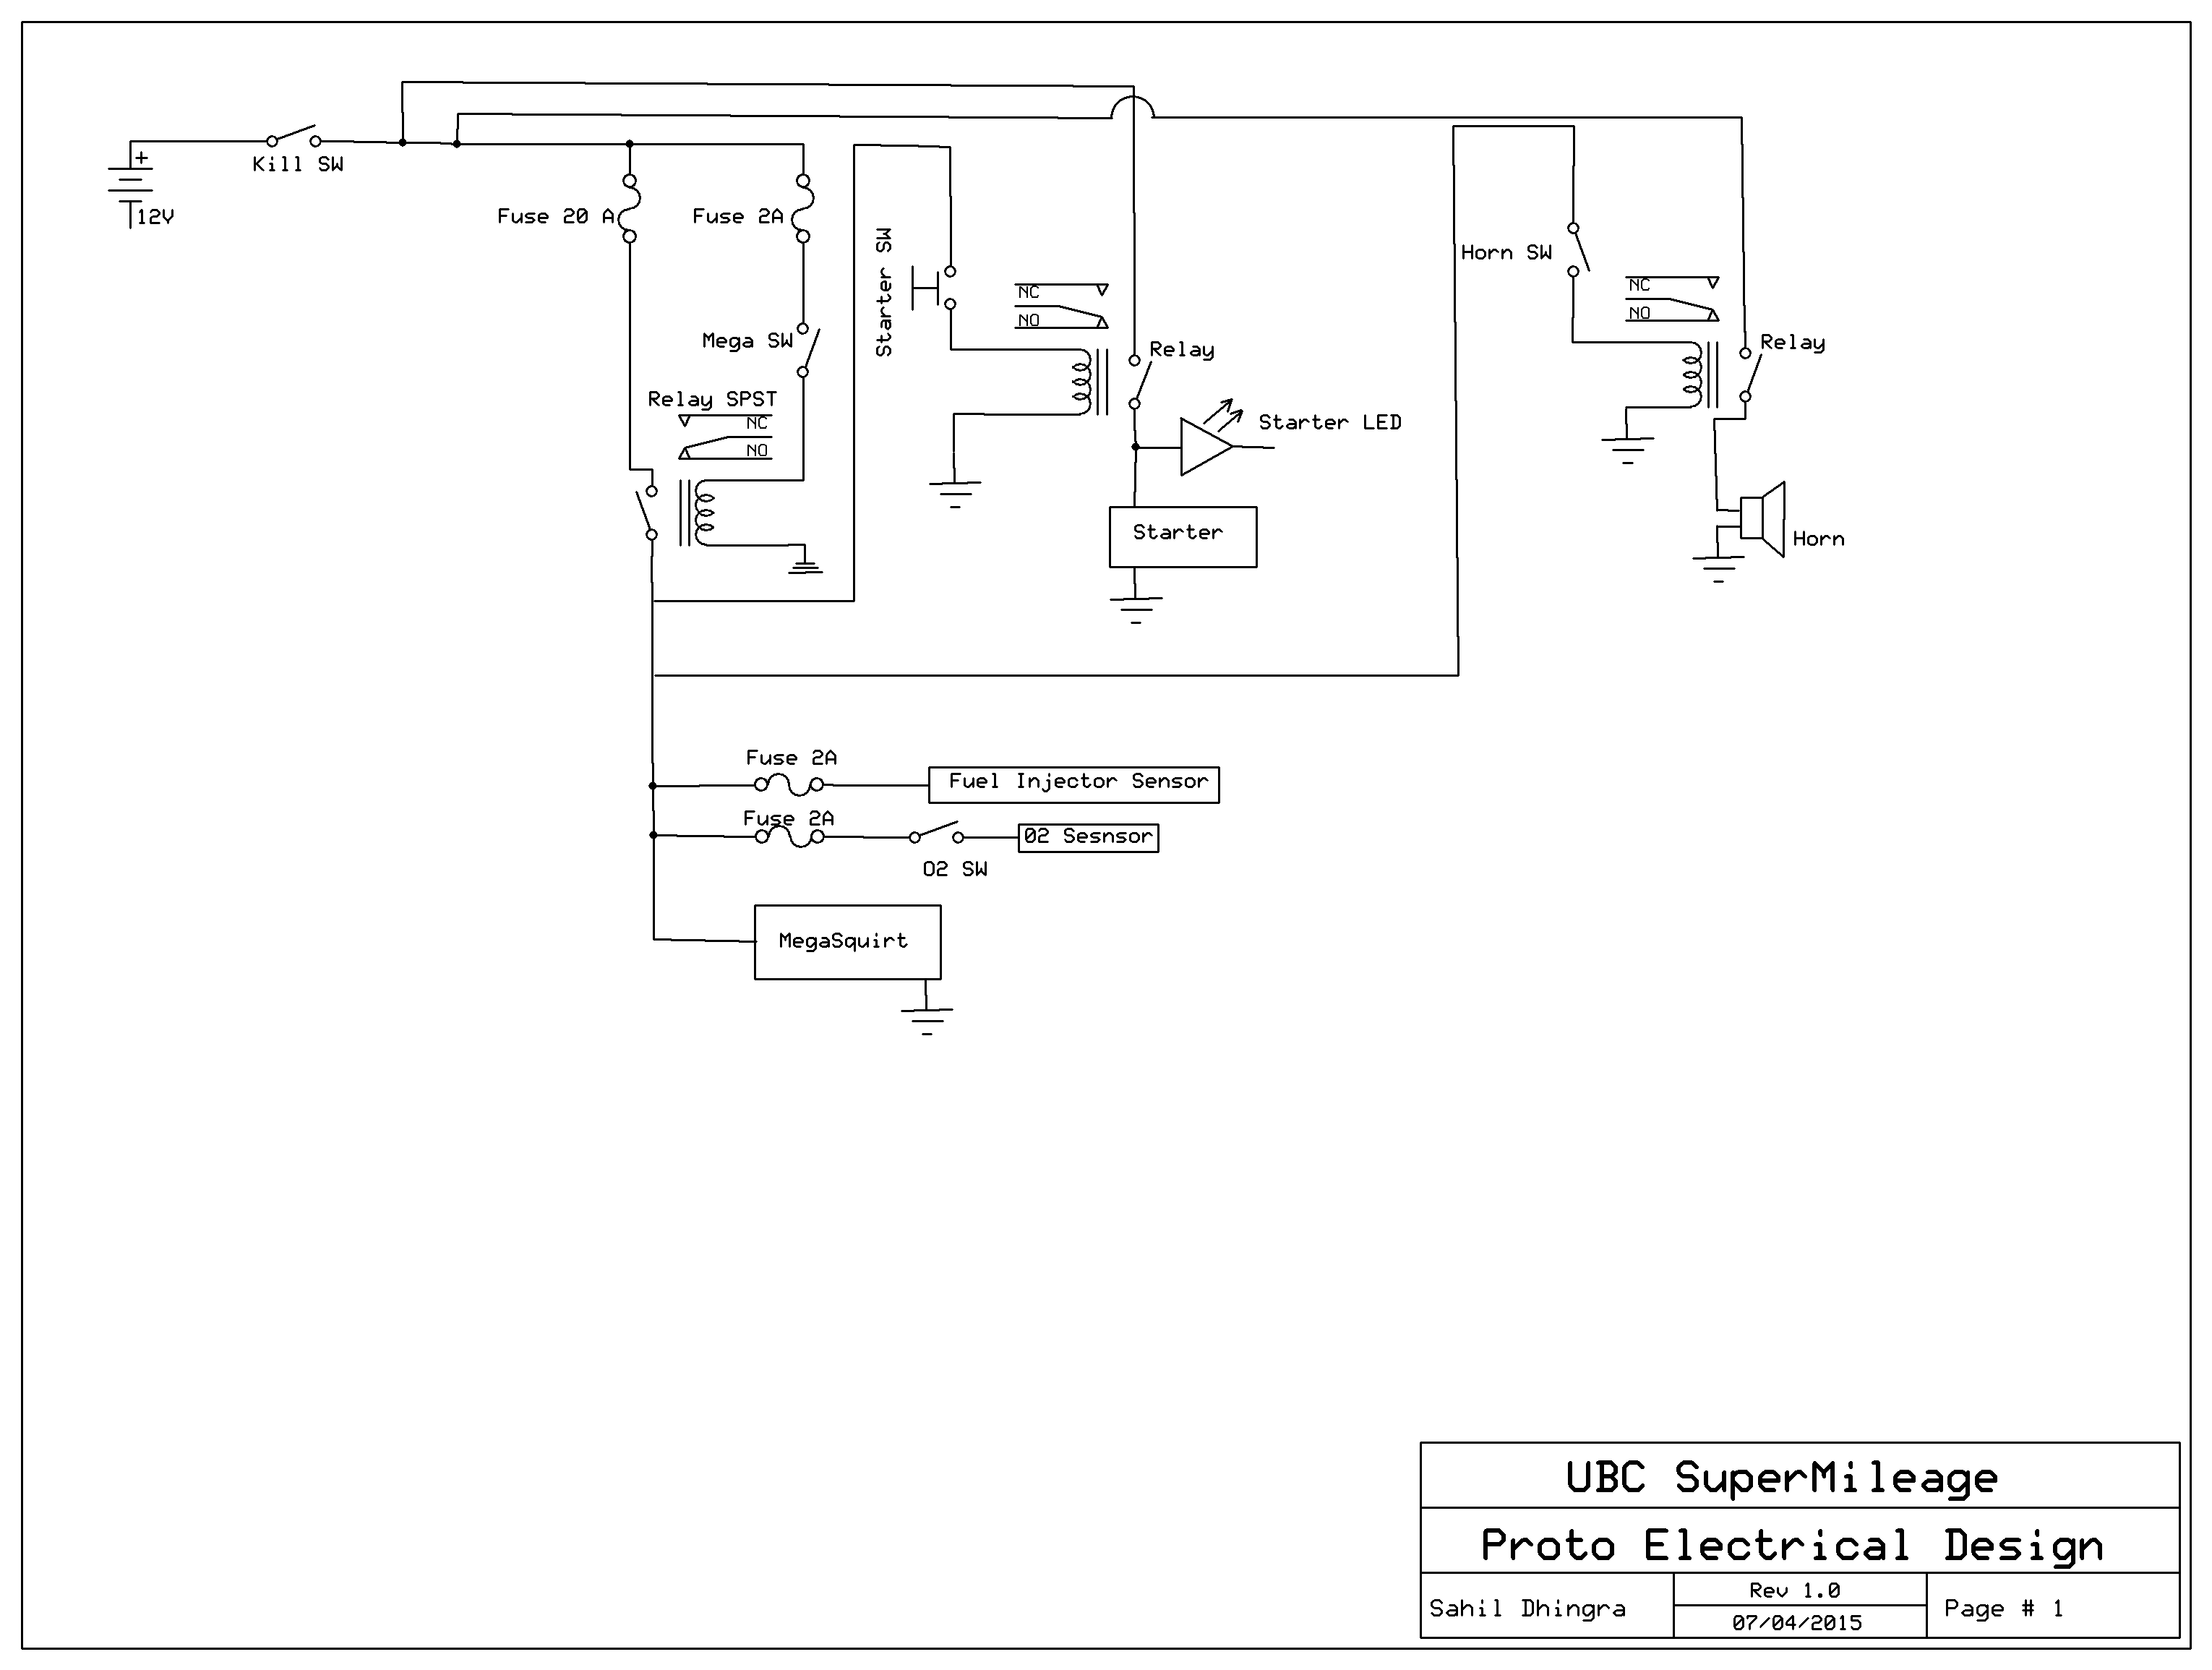 +
Kill SW
12V
Fuse 20 A
Fuse 2A
Starter SW
Horn SW
NC
NO
NC
NO
Mega SW
Relay
Relay
Relay SPST
NC
NO
Starter LED
Starter
Horn
Fuse 2A
Fuel Injector Sensor
Fuse 2A
O2 Sesnsor
O2 SW
MegaSquirt
UBC SuperMileage
Proto Electrical Design
Sahil Dhingra
Rev 1.0
07/04/2015
Page # 1